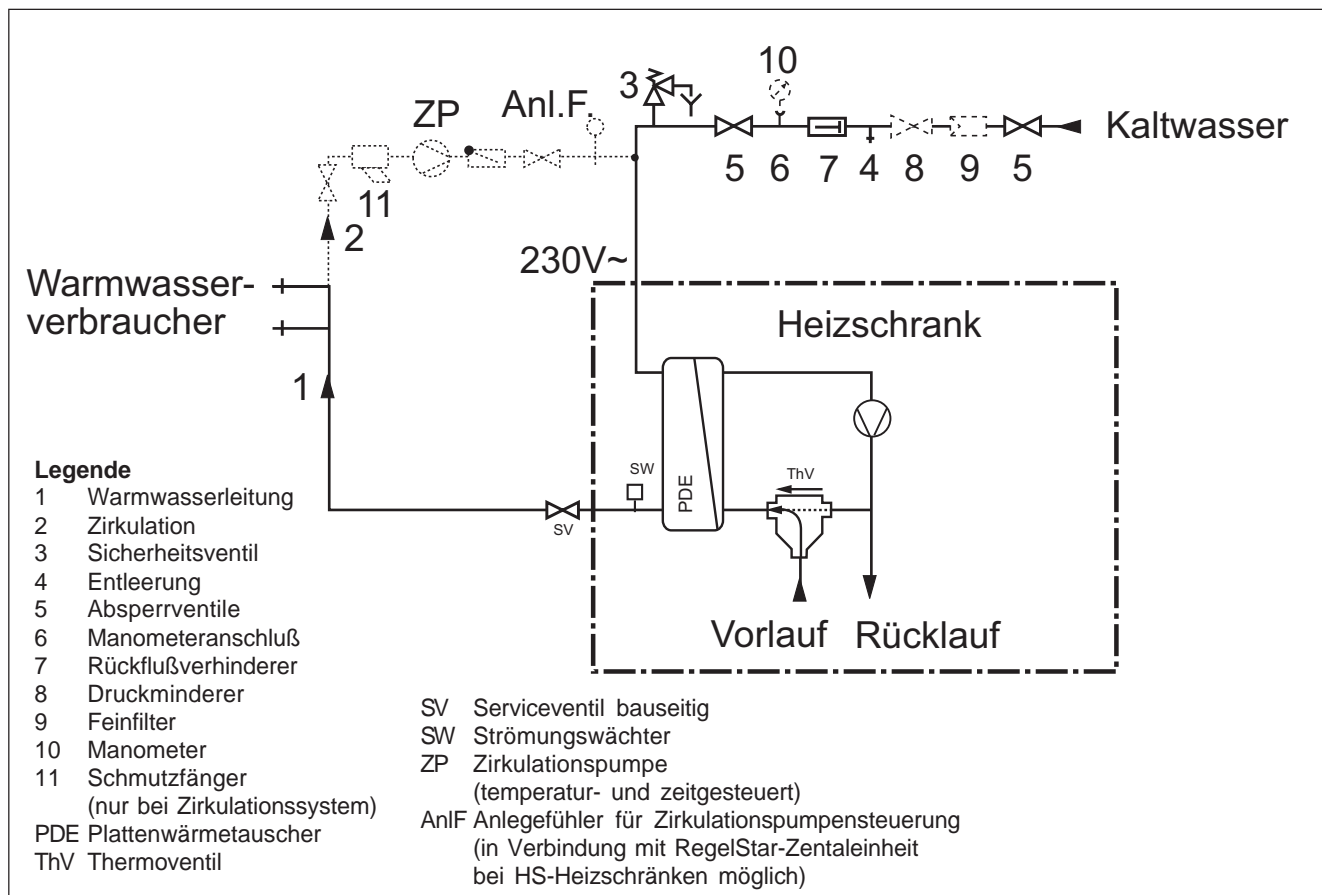 10
3
Anl.F.
ZP
Kaltwasser
5 6 7 4 8 9 5
11
2
230V~
Warmwasser-
verbraucher
Heizschrank
1
ThV
SW
PDE
SV
Vorlauf Rücklauf
Legende
1 Warmwasserleitung
2 Zirkulation
3 Sicherheitsventil
4 Entleerung
5 Absperrventile
6 Manometeranschluß
7 Rückflußverhinderer
8 Druckminderer
9 Feinfilter
10 Manometer
11 Schmutzfänger
(nur bei Zirkulationssystem)
PDE Plattenwärmetauscher
ThV Thermoventil
SV Serviceventil bauseitig
SW Strömungswächter
ZP Zirkulationspumpe
(temperatur- und zeitgesteuert)
AnlF Anlegefühler für Zirkulationspumpensteuerung
(in Verbindung mit RegelStar-Zentaleinheit
bei HS-Heizschränken möglich)